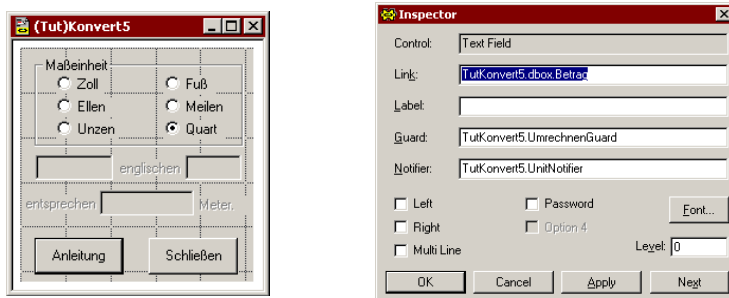 (Tut)Konvert5
Maßeinheit
Zoll
Fuß
Ellen
Meilen
Unzen
Quart
englischen
entsprechen
Meter.
Anleitung
Schließen
Inspector
Control:
Text Field
Link:
TutKonvert5.dbox.Betrag
Label:
Guard:
TutKonvert5.UmrechnenGuard
Notifier:
TutKonvert5.UnitNotifier
Left
Password
Font...
Right
Option 4
Multi Line
Level:
0
OK
Cancel
Apply
Next